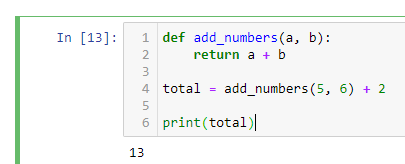 In [13]:
1 def add_numbers(a, b):
2     return a + b
3
4 total = add_numbers(5, 6) + 2
5
6 print(total)
13